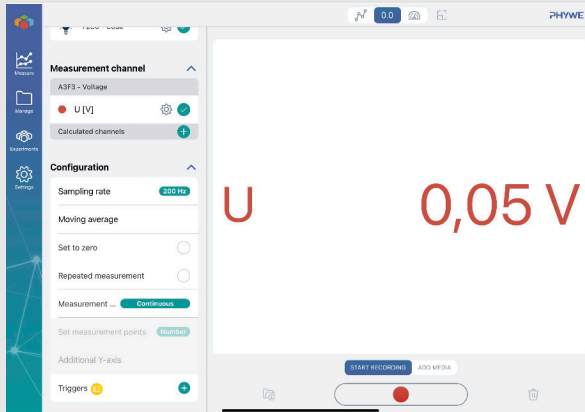 0.0
PHYWE
Measure
Manage
Experiments
Settings
Measurement channel
A3F3 - Voltage
U [V]
Calculated channels
Configuration
Sampling rate 200 Hz
Moving average
Set to zero
Repeated measurement
Measurement ... Continuous
Set measurement points Number
Additional Y-axis
Triggers
U 0,05 V
START RECORDING ADD MEDIA